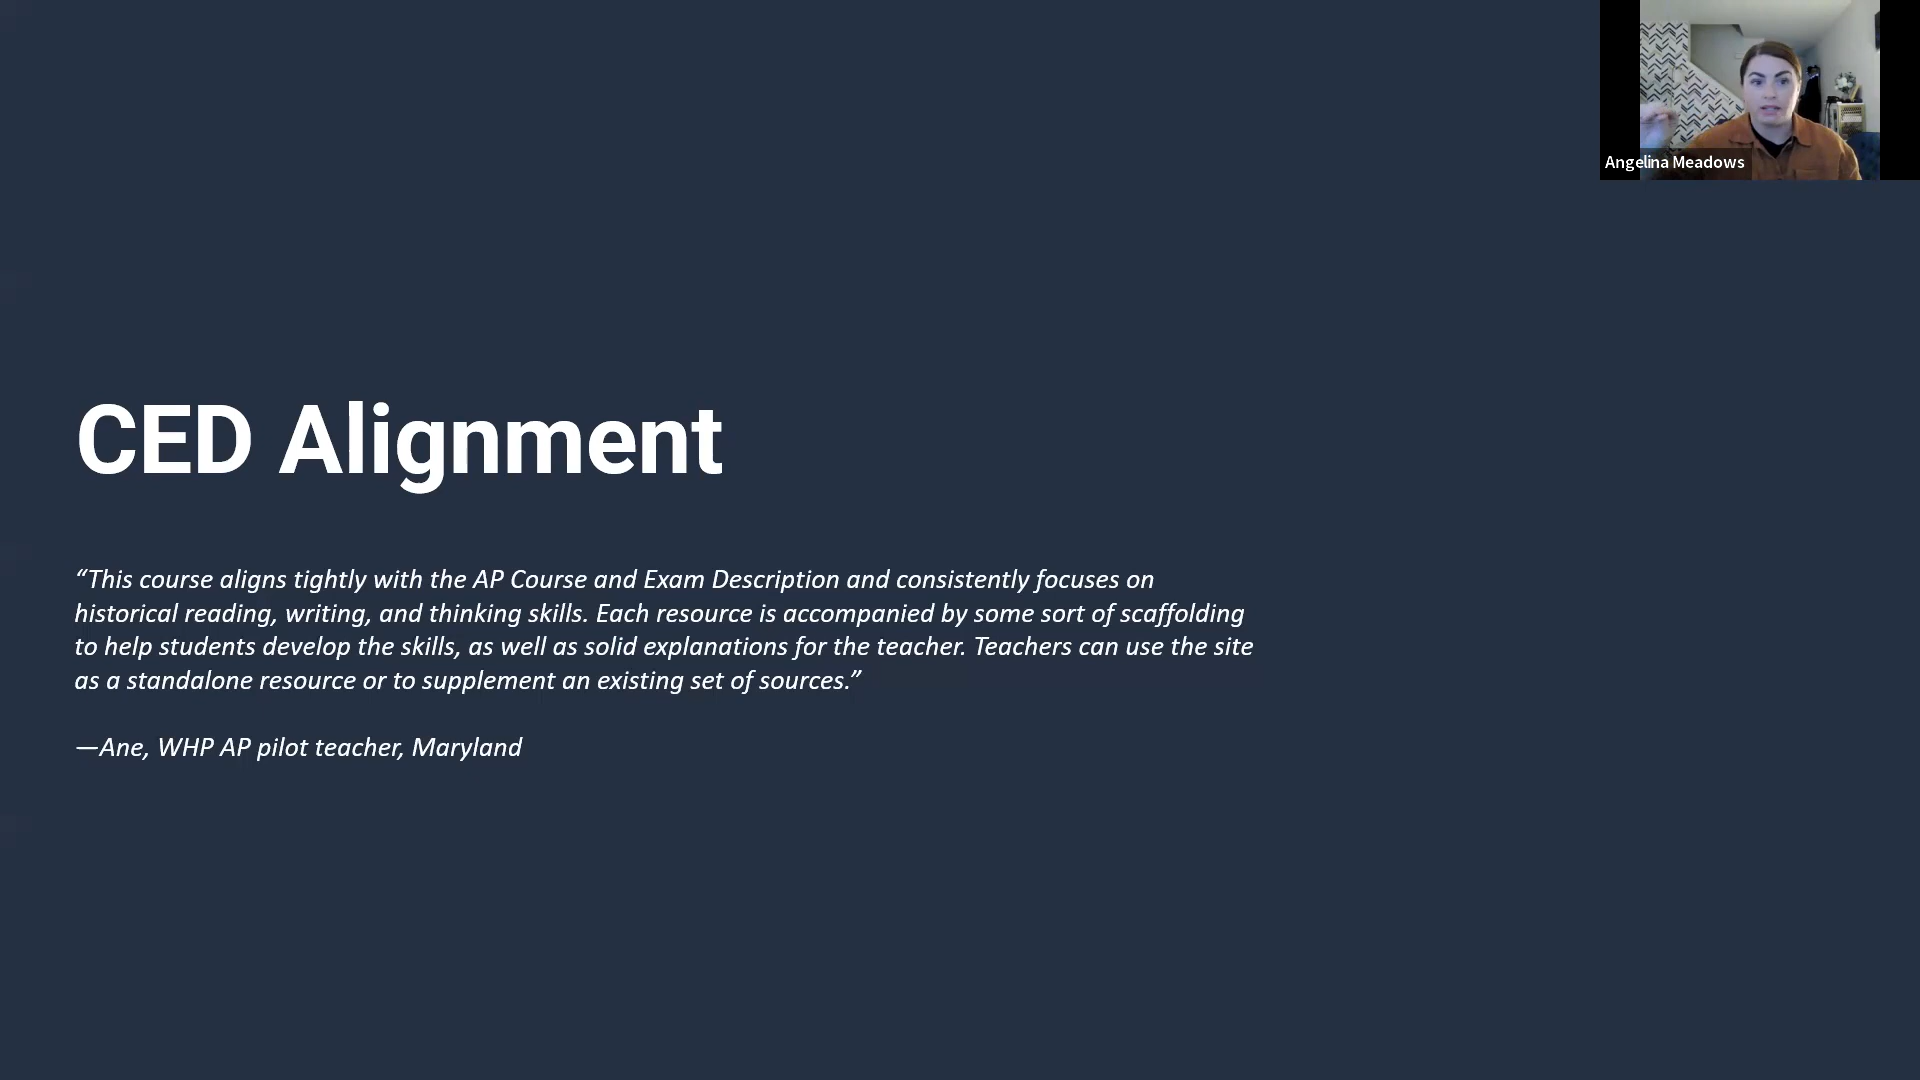 Angelina Meadows
CED Alignment
“This course aligns tightly with the AP Course and Exam Description and consistently focuses on
historical reading, writing, and thinking skills. Each resource is accompanied by some sort of scaffolding
to help students develop the skills, as well as solid explanations for the teacher. Teachers can use the site
as a standalone resource or to supplement an existing set of sources.”
—Ane, WHP AP pilot teacher, Maryland